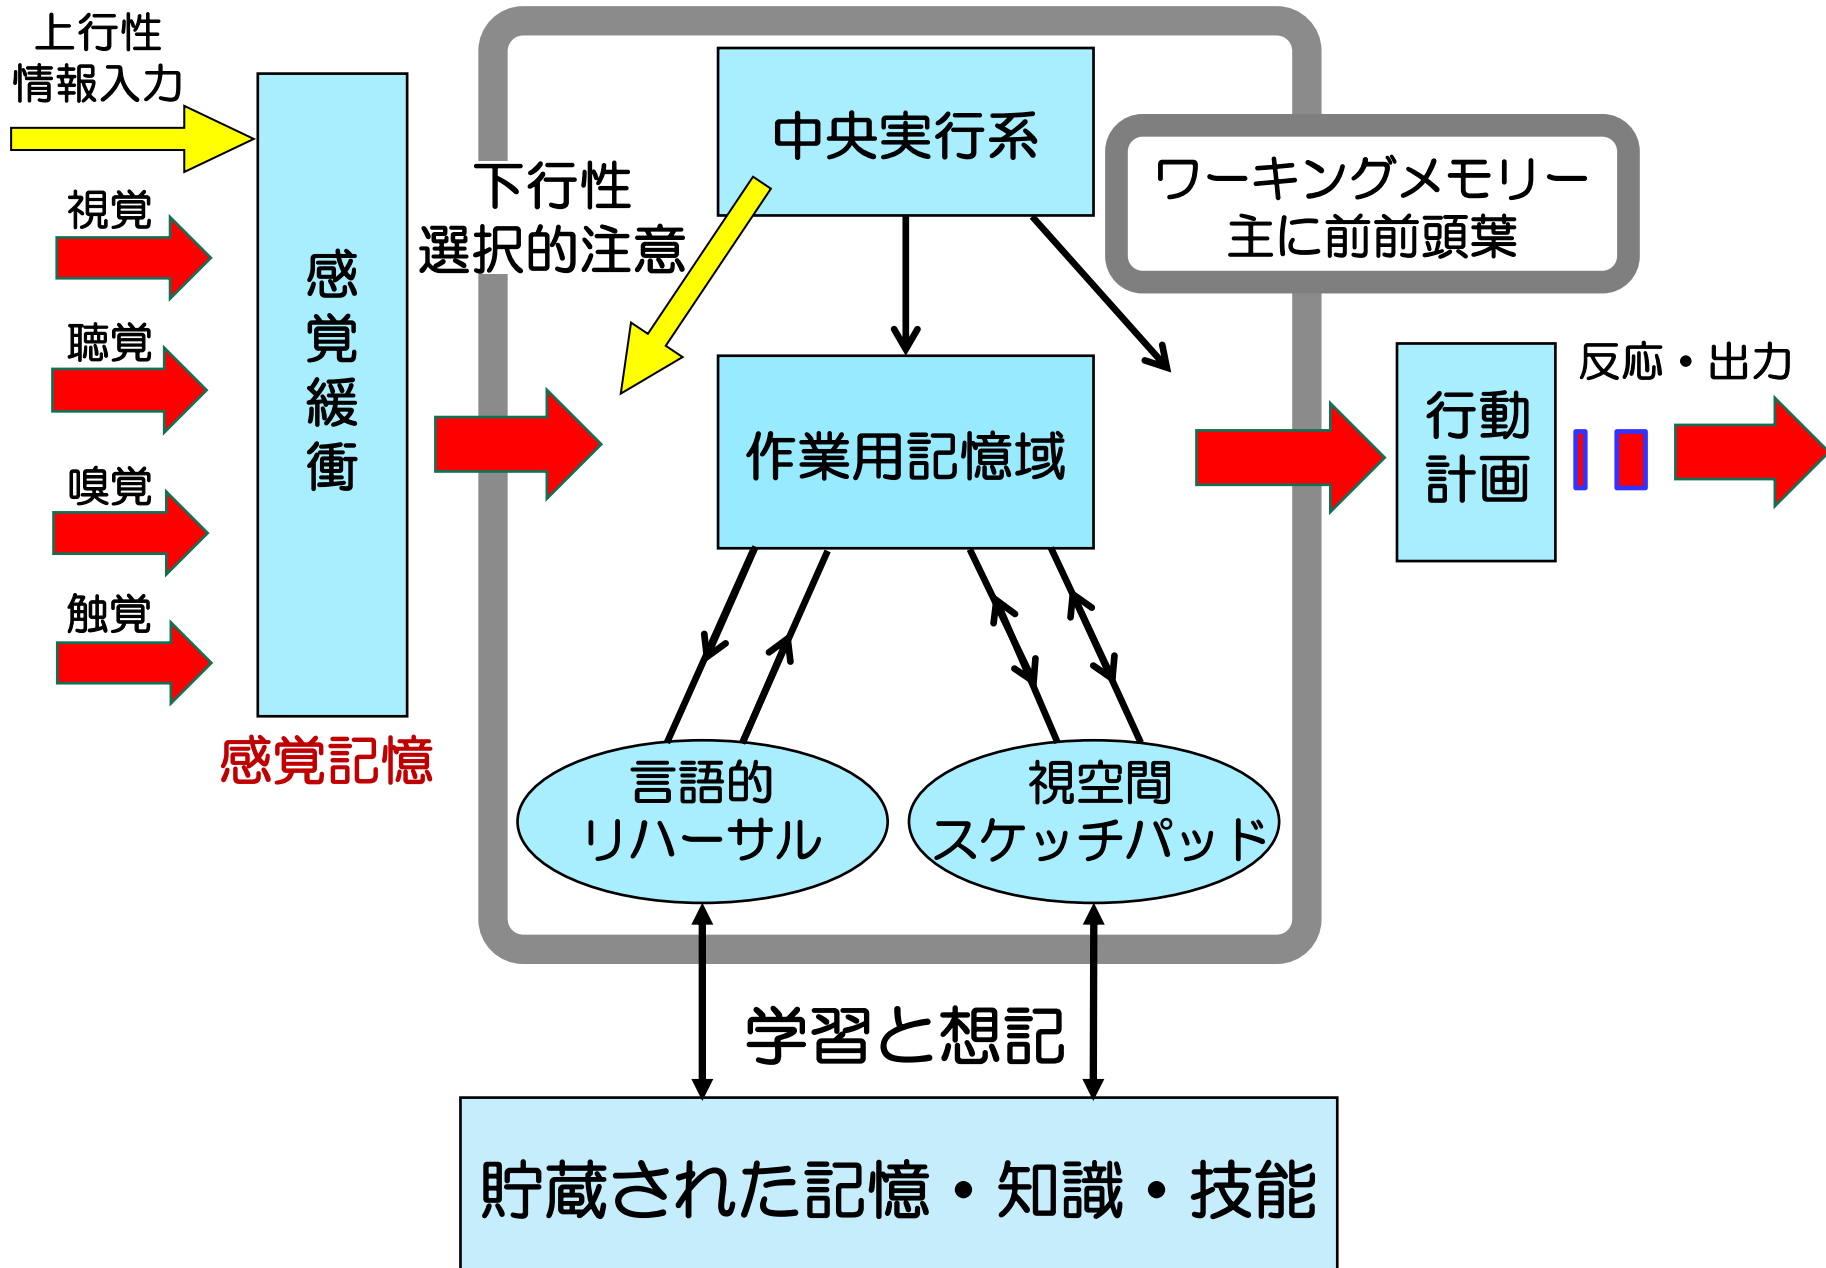 上行性
情報入力
視覚
聴覚
嗅覚
触覚
感覚緩衝
感覚記憶
下行性
選択的注意
中央実行系
ワーキングメモリー
主に前前頭葉
作業用記憶域
行動
計画
反応・出力
言語的
リハーサル
視空間
スケッチパッド
学習と想記
貯蔵された記憶・知識・技能